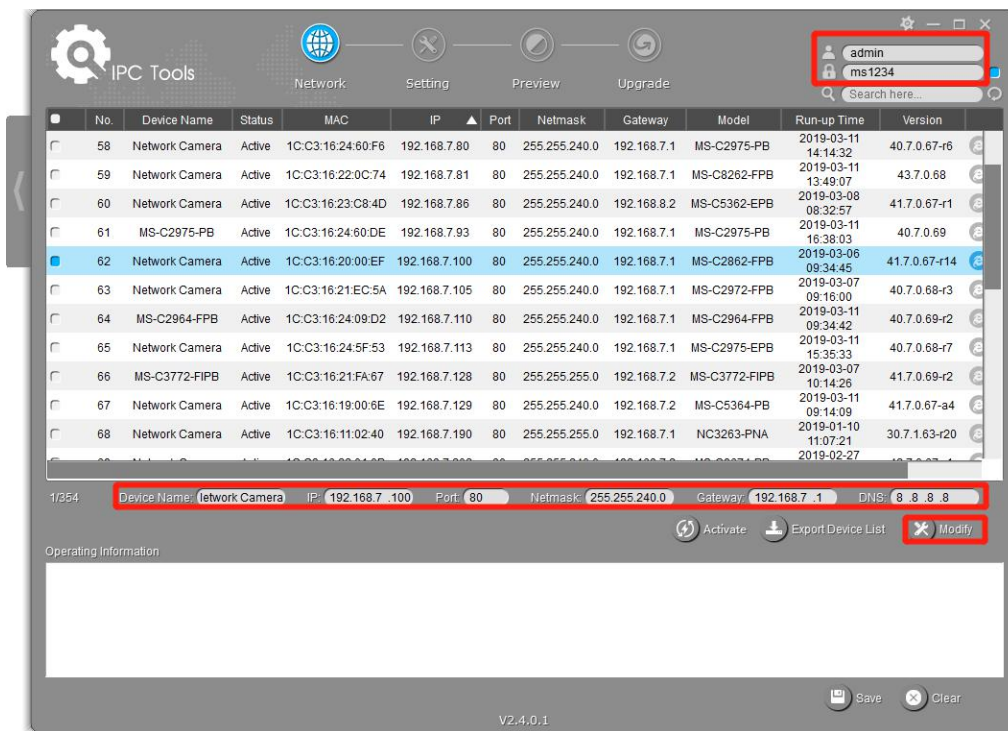 IPC Tools
Network Setting Preview Upgrade
admin
ms1234
Search here...
No. Device Name Status MAC IP Port Netmask Gateway Model Run-up Time Version
58 Network Camera Active 1C:C3:16:24:60:F6 192.168.7.80 80 255.255.240.0 192.168.7.1 MS-C2975-PB 2019-03-11 14:14:32 40.7.0.67-r6
59 Network Camera Active 1C:C3:16:22:0C:74 192.168.7.81 80 255.255.240.0 192.168.7.1 MS-C8262-FPB 2019-03-11 13:49:07 43.7.0.68
60 Network Camera Active 1C:C3:16:23:C8:4D 192.168.7.86 80 255.255.240.0 192.168.8.2 MS-C5362-EPB 2019-03-08 08:32:57 41.7.0.67-r1
61 MS-C2975-PB Active 1C:C3:16:24:60:DE 192.168.7.93 80 255.255.240.0 192.168.7.1 MS-C2975-PB 2019-03-11 16:38:03 40.7.0.69
62 Network Camera Active 1C:C3:16:20:00:EF 192.168.7.100 80 255.255.240.0 192.168.7.1 MS-C2862-FPB 2019-03-06 09:34:45 41.7.0.67-r14
63 Network Camera Active 1C:C3:16:21:EC:5A 192.168.7.105 80 255.255.240.0 192.168.7.1 MS-C2972-FPB 2019-03-07 09:16:00 40.7.0.68-r3
64 MS-C2964-FPB Active 1C:C3:16:24:09:D2 192.168.7.110 80 255.255.240.0 192.168.7.1 MS-C2964-FPB 2019-03-11 09:34:42 40.7.0.69-r2
65 Network Camera Active 1C:C3:16:24:5F:53 192.168.7.113 80 255.255.240.0 192.168.7.1 MS-C2975-EPB 2019-03-11 15:35:33 40.7.0.68-r7
66 MS-C3772-FIPB Active 1C:C3:16:21:FA:67 192.168.7.128 80 255.255.255.0 192.168.7.2 MS-C3772-FIPB 2019-03-07 10:14:26 41.7.0.69-r2
67 Network Camera Active 1C:C3:16:19:00:6E 192.168.7.129 80 255.255.240.0 192.168.7.2 MS-C5364-PB 2019-03-11 09:14:09 41.7.0.67-a4
68 Network Camera Active 1C:C3:16:11:02:40 192.168.7.190 80 255.255.255.0 192.168.7.1 NC3263-PNA 2019-01-10 11:07:21 30.7.1.63-r20
2019-02-27
1/354 Device Name: letwork Camera IP: 192.168.7 .100 Port: 80 Netmask: 255.255.240.0 Gateway: 192.168.7 .1 DNS: 8 .8 .8 .8
Activate Export Device List Modify
Operating Information
Save Clear
V2.4.0.1